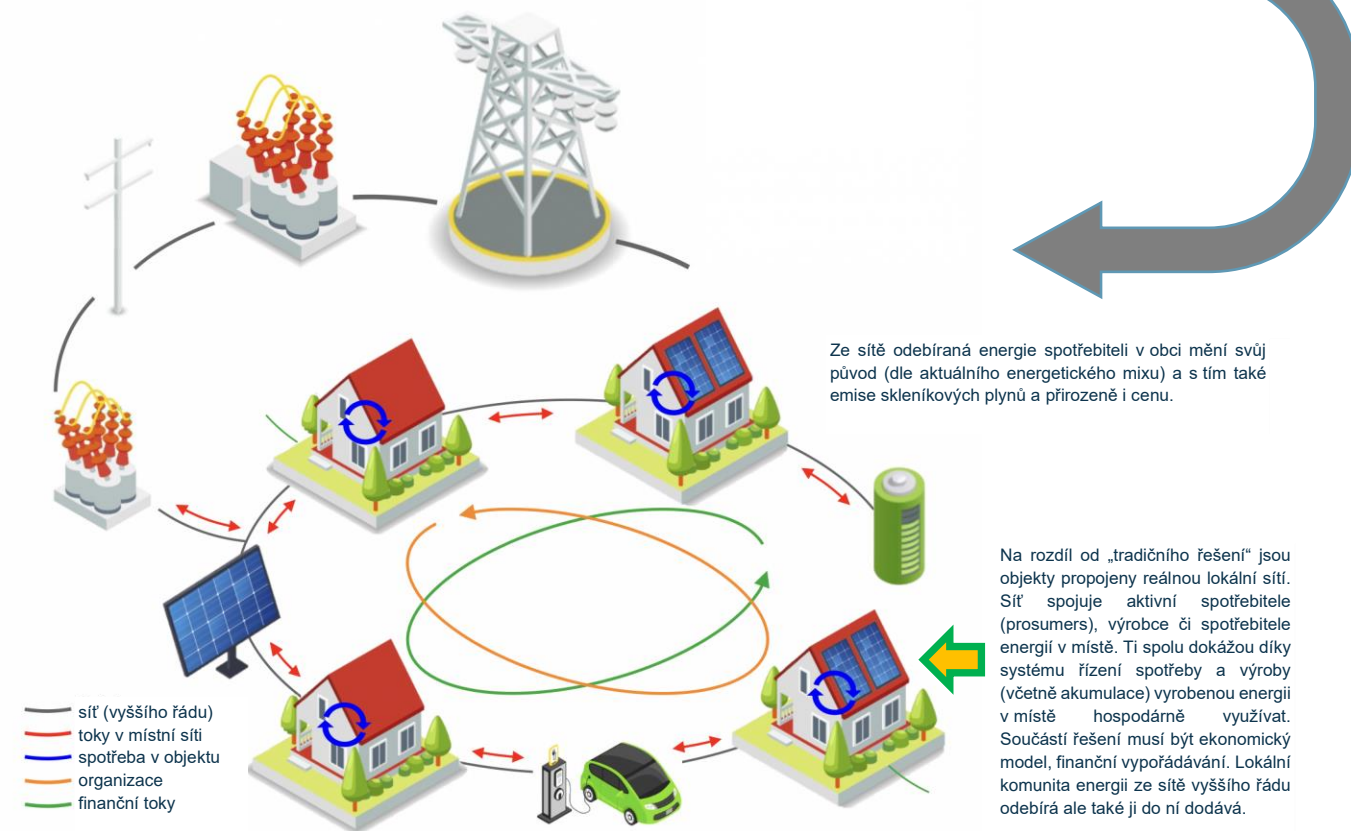 Ze sítě odebíraná energie spotřebiteli v obci mění svůj
původ (dle aktuálního energetického mixu) a s tím také
emise skleníkových plynů a přirozeně i cenu.
Na rozdíl od „tradičního řešení“ jsou
objekty propojeny reálnou lokální sítí.
Síť spojuje aktivní spotřebitele
(prosumers), výrobce či spotřebitele
energií v místě. Ti spolu dokážou díky
systému řízení spotřeby a výroby
(včetně akumulace) vyrobenou energii
v místě hospodárně využívat.
Součástí řešení musí být ekonomický
model, finanční vypořádávání. Lokální
komunita energii ze sítě vyššího řádu
odebírá ale také ji do ní dodává.
síť (vyššího řádu)
toky v místní síti
spotřeba v objektu
organizace
finanční toky